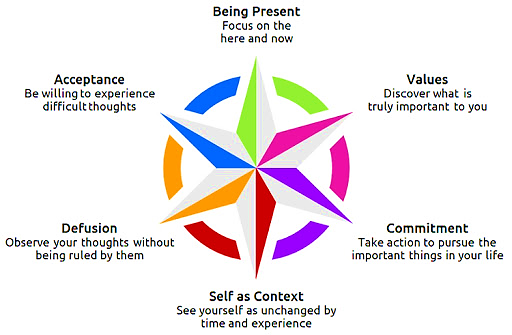 Being Present
Focus on the
here and now
Acceptance
Be willing to experience
difficult thoughts
Values
Discover what is
truly important to you
Defusion
Observe your thoughts without
being ruled by them
Commitment
Take action to pursue the
important things in your life
Self as Context
See yourself as unchanged by
time and experience